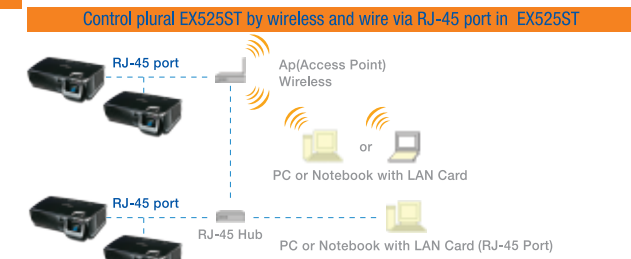 Control plural EX525ST by wireless and wire via RJ-45 port in EX525ST
RJ-45 port
Ap(Access Point)
Wireless
or
PC or Notebook with LAN Card
RJ-45 port
RJ-45 Hub
PC or Notebook with LAN Card (RJ-45 Port)